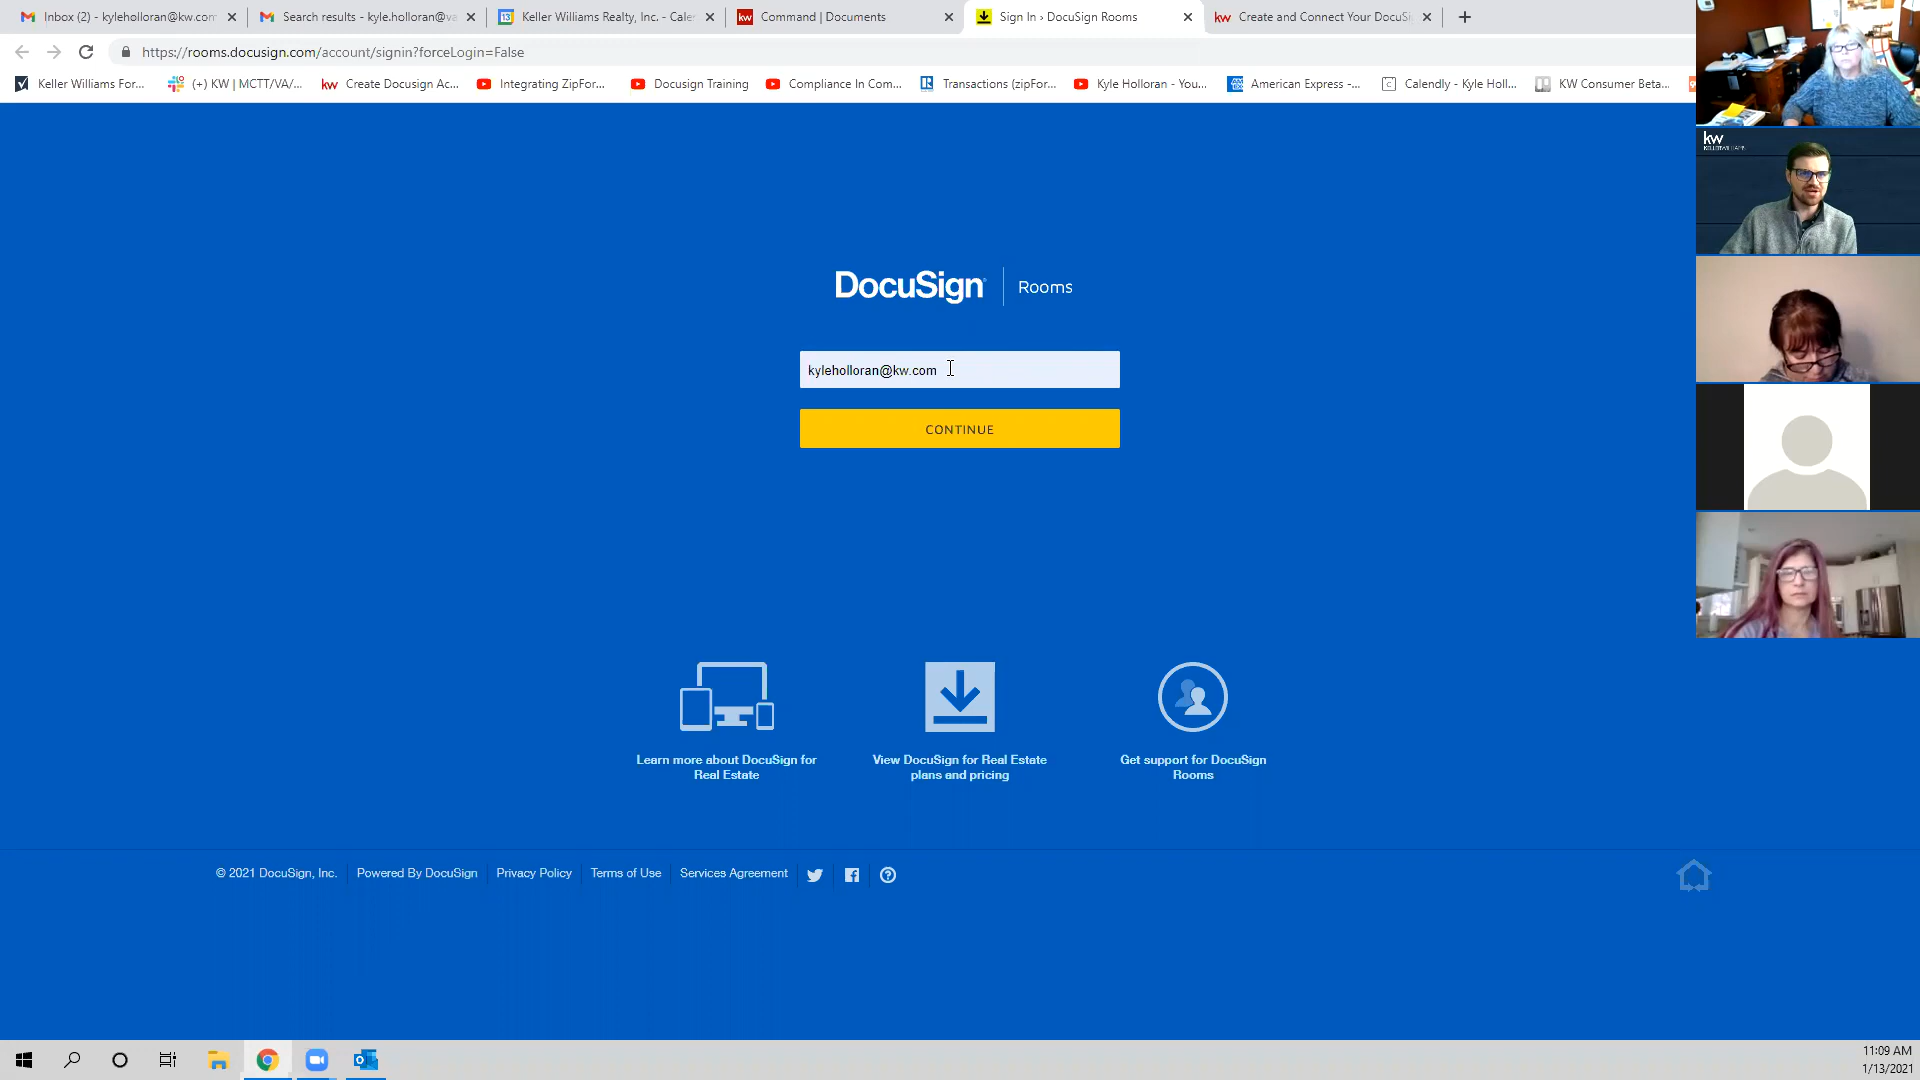 Inbox (2) - kyleholloran@kw.com
Search results - kyle.holloran@va
Keller Williams Realty, Inc. - Cale
Command | Documents
Sign In › DocuSign Rooms
Create and Connect Your DocuSi
https://rooms.docusign.com/account/signin?forceLogin=False
Keller Williams For...
(+) KW | MCTT/VA/...
Create Docusign Ac...
Integrating ZipFor...
Docusign Training
Compliance In Com...
Transactions (zipFor...
Kyle Holloran - You...
American Express -...
Calendly - Kyle Holl...
KW Consumer Beta...
kw
KELLERWILLIAMS
DocuSign | Rooms
kyleholloran@kw.com
CONTINUE
Learn more about DocuSign for
Real Estate
View DocuSign for Real Estate
plans and pricing
Get support for DocuSign
Rooms
© 2021 DocuSign, Inc.
Powered By DocuSign
Privacy Policy
Terms of Use
Services Agreement
11:09 AM
1/13/2021